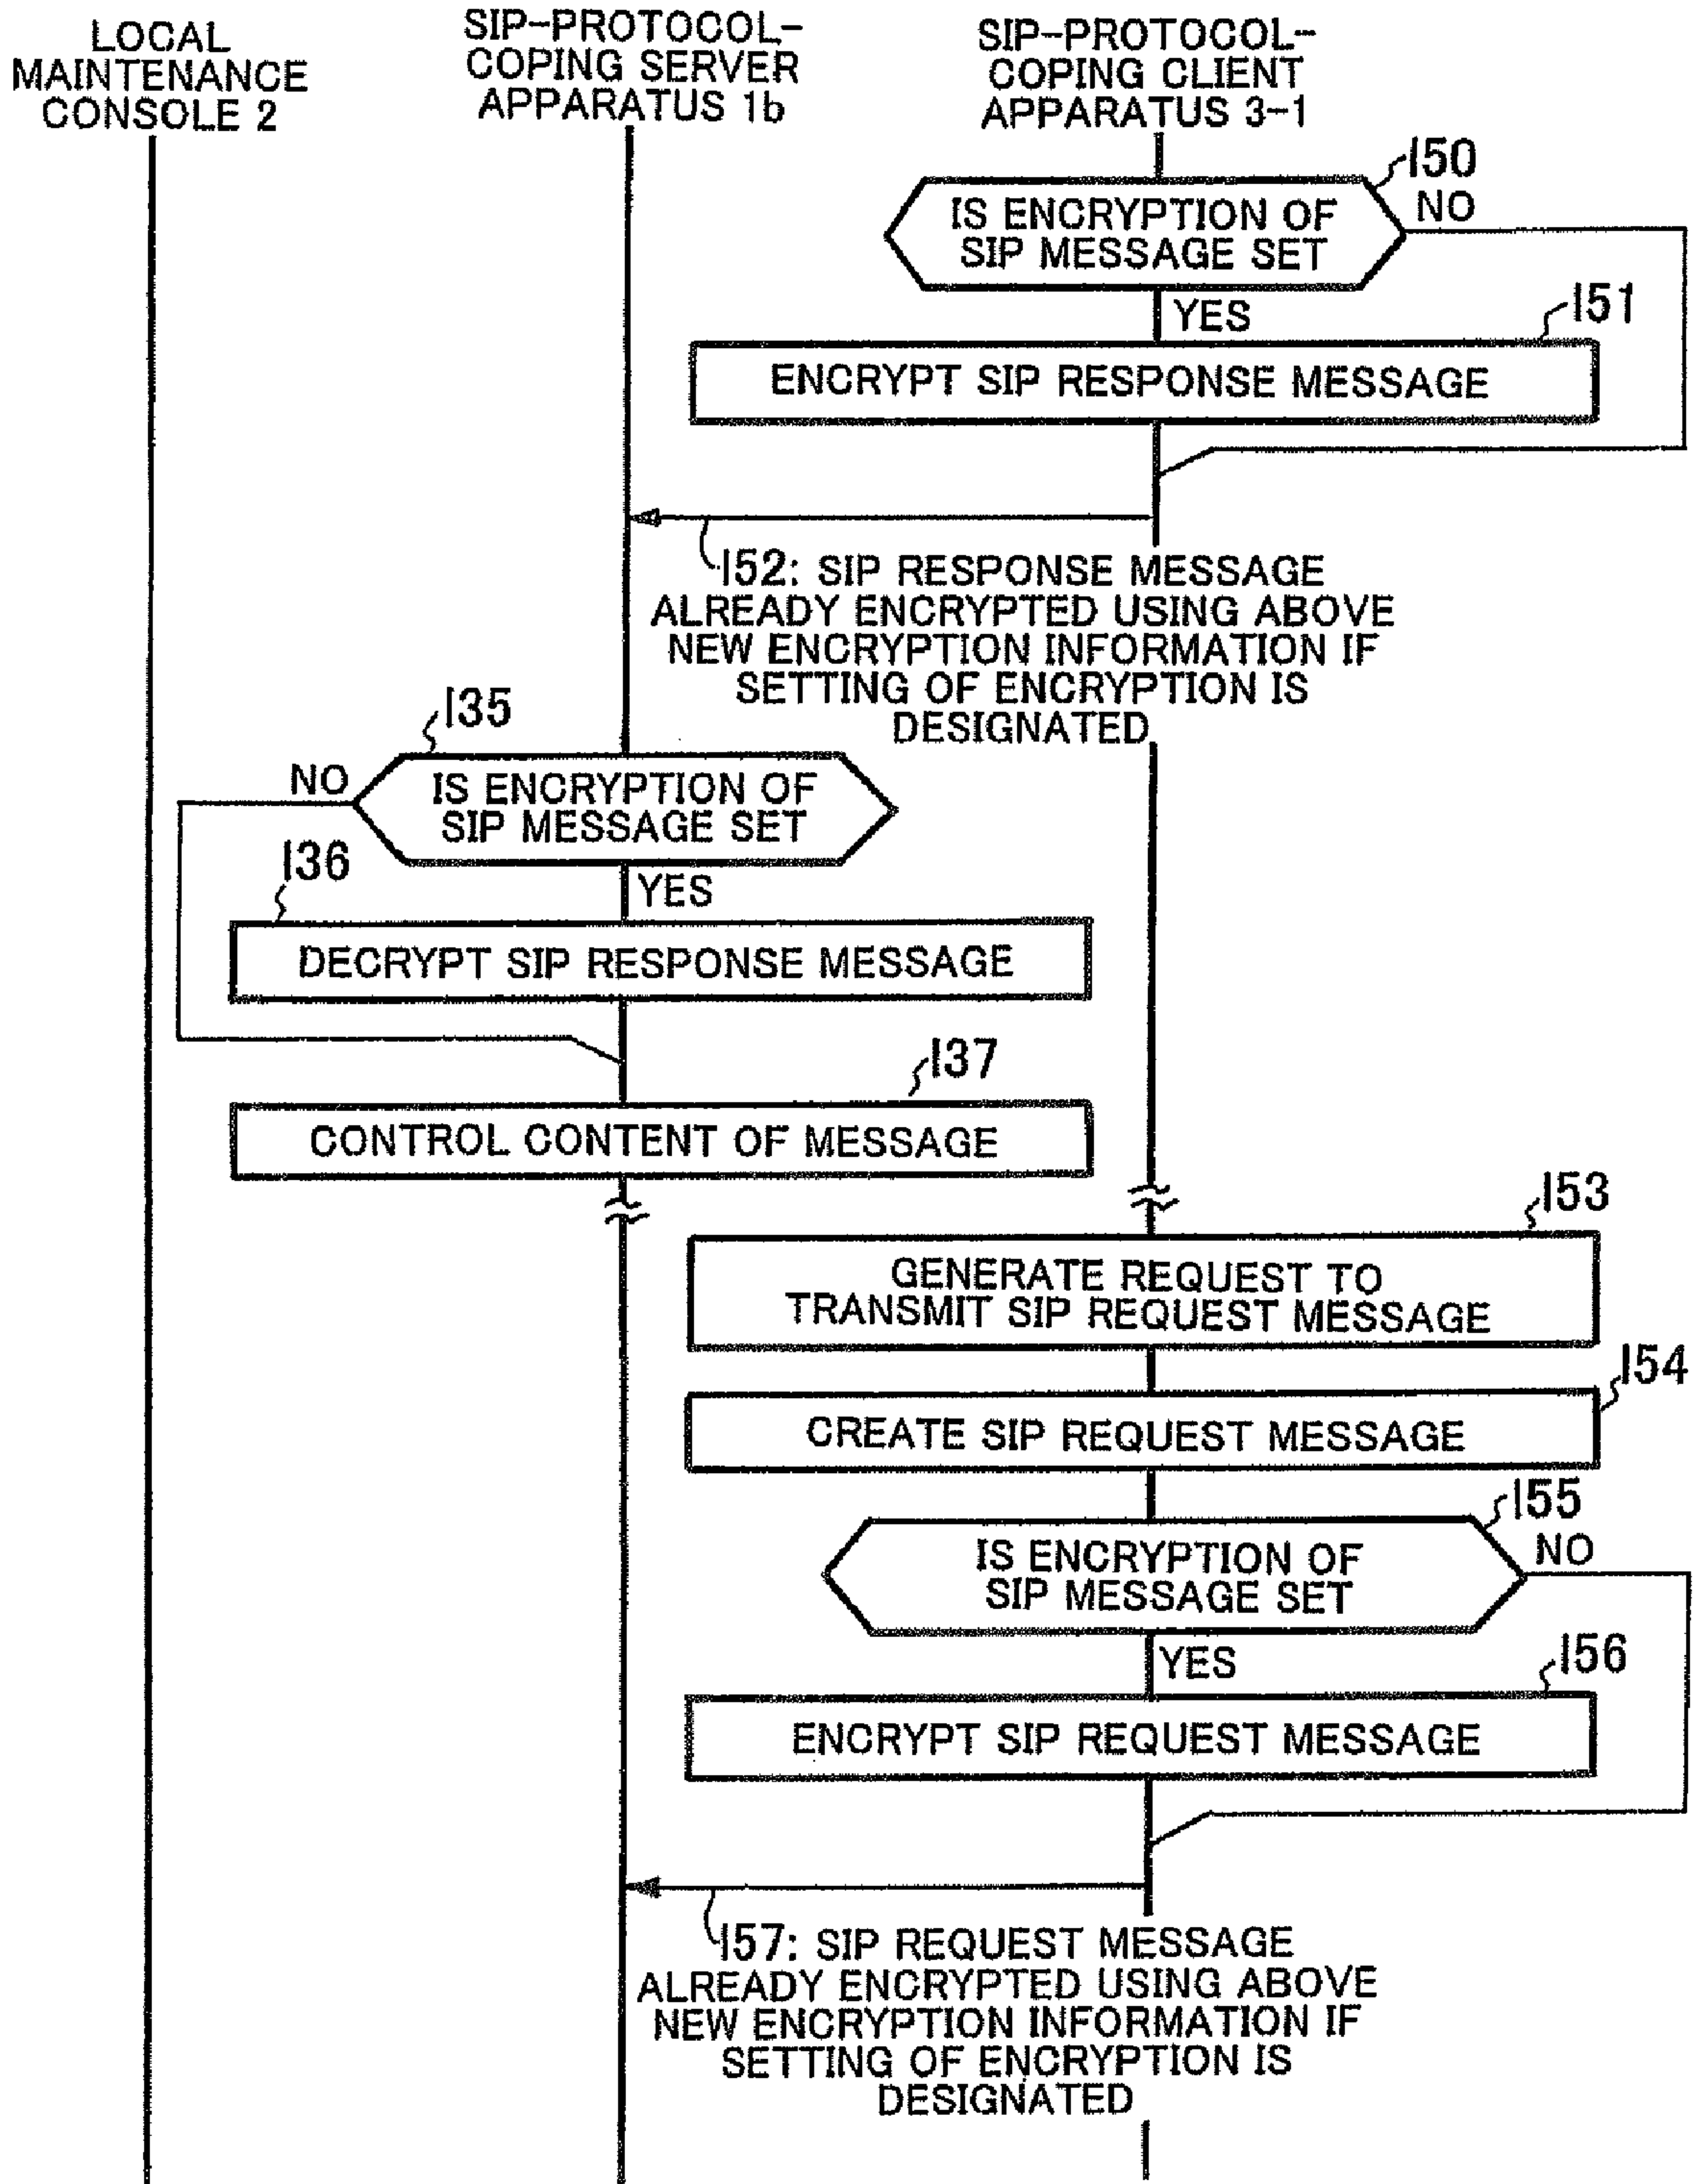 LOCAL
MAINTENANCE
CONSOLE 2
SIP-PROTOCOL-
COPING SERVER
APPARATUS 1b
SIP-PROTOCOL-
COPING CLIENT
APPARATUS 3-1
150
IS ENCRYPTION OF
SIP MESSAGE SET
NO
YES
151
ENCRYPT SIP RESPONSE MESSAGE
152: SIP RESPONSE MESSAGE
ALREADY ENCRYPTED USING ABOVE
NEW ENCRYPTION INFORMATION IF
SETTING OF ENCRYPTION IS
DESIGNATED
135
NO
IS ENCRYPTION OF
SIP MESSAGE SET
YES
136
DECRYPT SIP RESPONSE MESSAGE
137
CONTROL CONTENT OF MESSAGE
153
GENERATE REQUEST TO
TRANSMIT SIP REQUEST MESSAGE
154
CREATE SIP REQUEST MESSAGE
155
IS ENCRYPTION OF
SIP MESSAGE SET
NO
YES
156
ENCRYPT SIP REQUEST MESSAGE
157: SIP REQUEST MESSAGE
ALREADY ENCRYPTED USING ABOVE
NEW ENCRYPTION INFORMATION IF
SETTING OF ENCRYPTION IS
DESIGNATED